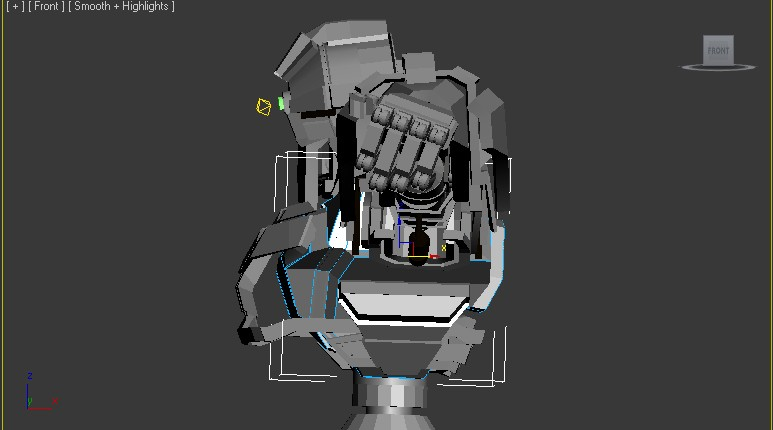 [ + ] [ Front ] [ Smooth + Highlights ]
FRONT
x
z
y
x